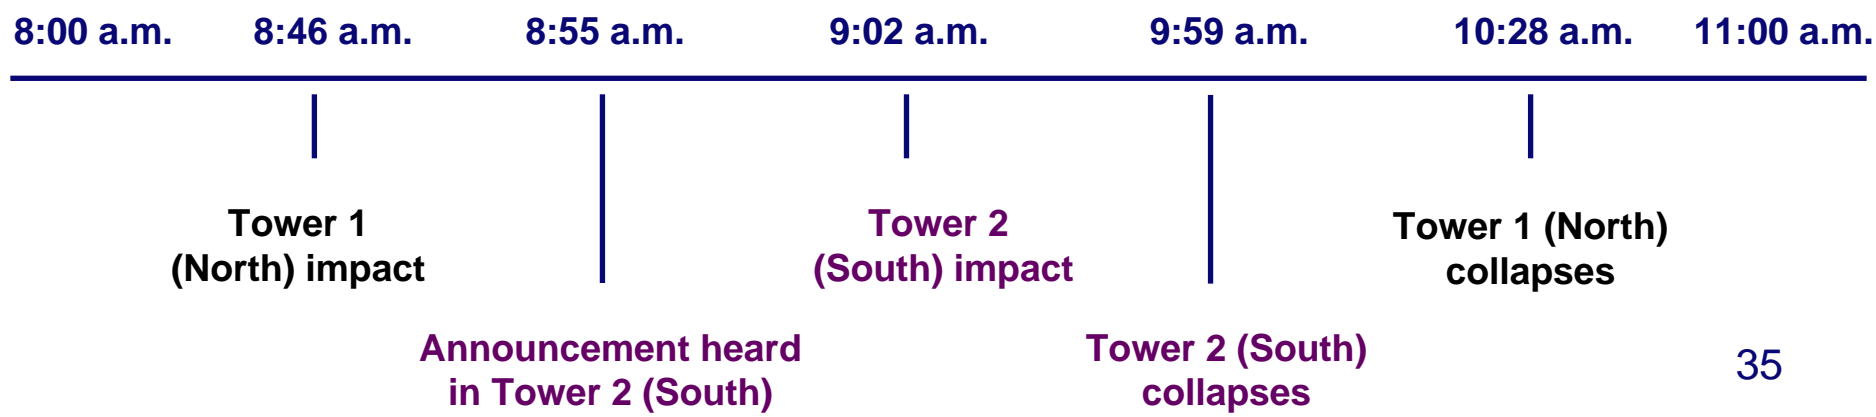 8:00 a.m. 8:46 a.m. 8:55 a.m. 9:02 a.m. 9:59 a.m. 10:28 a.m. 11:00 a.m.
Tower 1
(North) impact
Tower 2
(South) impact
Tower 1 (North)
collapses
Announcement heard
in Tower 2 (South)
Tower 2 (South)
collapses
35